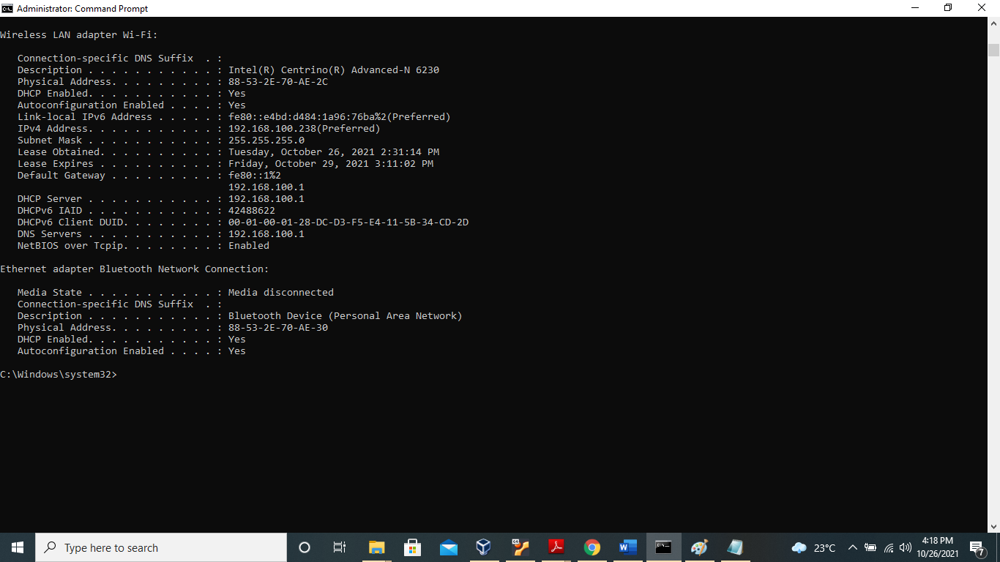 Administrator: Command Prompt
Wireless LAN adapter Wi-Fi:
   Connection-specific DNS Suffix  . :
   Description . . . . . . . . . . . : Intel(R) Centrino(R) Advanced-N 6230
   Physical Address. . . . . . . . . : 88-53-2E-70-AE-2C
   DHCP Enabled. . . . . . . . . . . : Yes
   Autoconfiguration Enabled . . . . : Yes
   Link-local IPv6 Address . . . . . : fe80::e4bd:d484:1a96:76ba%2(Preferred)
   IPv4 Address. . . . . . . . . . . : 192.168.100.238(Preferred)
   Subnet Mask . . . . . . . . . . . : 255.255.255.0
   Lease Obtained. . . . . . . . . . : Tuesday, October 26, 2021 2:31:14 PM
   Lease Expires . . . . . . . . . . : Friday, October 29, 2021 3:11:02 PM
   Default Gateway . . . . . . . . . : fe80::1%2
                                       192.168.100.1
   DHCP Server . . . . . . . . . . . : 192.168.100.1
   DHCPv6 IAID . . . . . . . . . . . : 42488622
   DHCPv6 Client DUID. . . . . . . . : 00-01-00-01-28-DC-D3-F5-E4-11-5B-34-CD-2D
   DNS Servers . . . . . . . . . . . : 192.168.100.1
   NetBIOS over Tcpip. . . . . . . . : Enabled
Ethernet adapter Bluetooth Network Connection:
   Media State . . . . . . . . . . . : Media disconnected
   Connection-specific DNS Suffix  . :
   Description . . . . . . . . . . . : Bluetooth Device (Personal Area Network)
   Physical Address. . . . . . . . . : 88-53-2E-70-AE-30
   DHCP Enabled. . . . . . . . . . . : Yes
   Autoconfiguration Enabled . . . . : Yes
C:\Windows\system32>
Type here to search
23°C
4:18 PM
10/26/2021
7